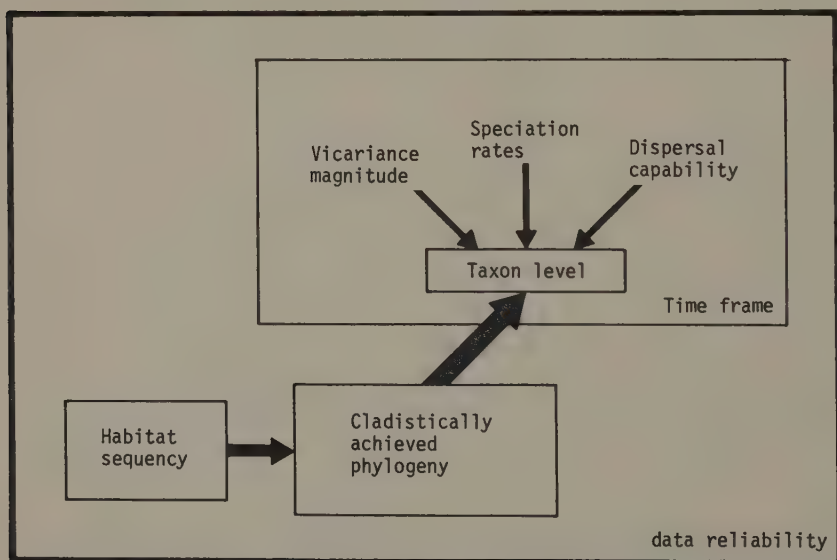 Vicariance
magnitude
Speciation
rates
Dispersal
capability
Taxon level
Time frame
Habitat
sequency
Cladistically
achieved
phylogeny
data reliability